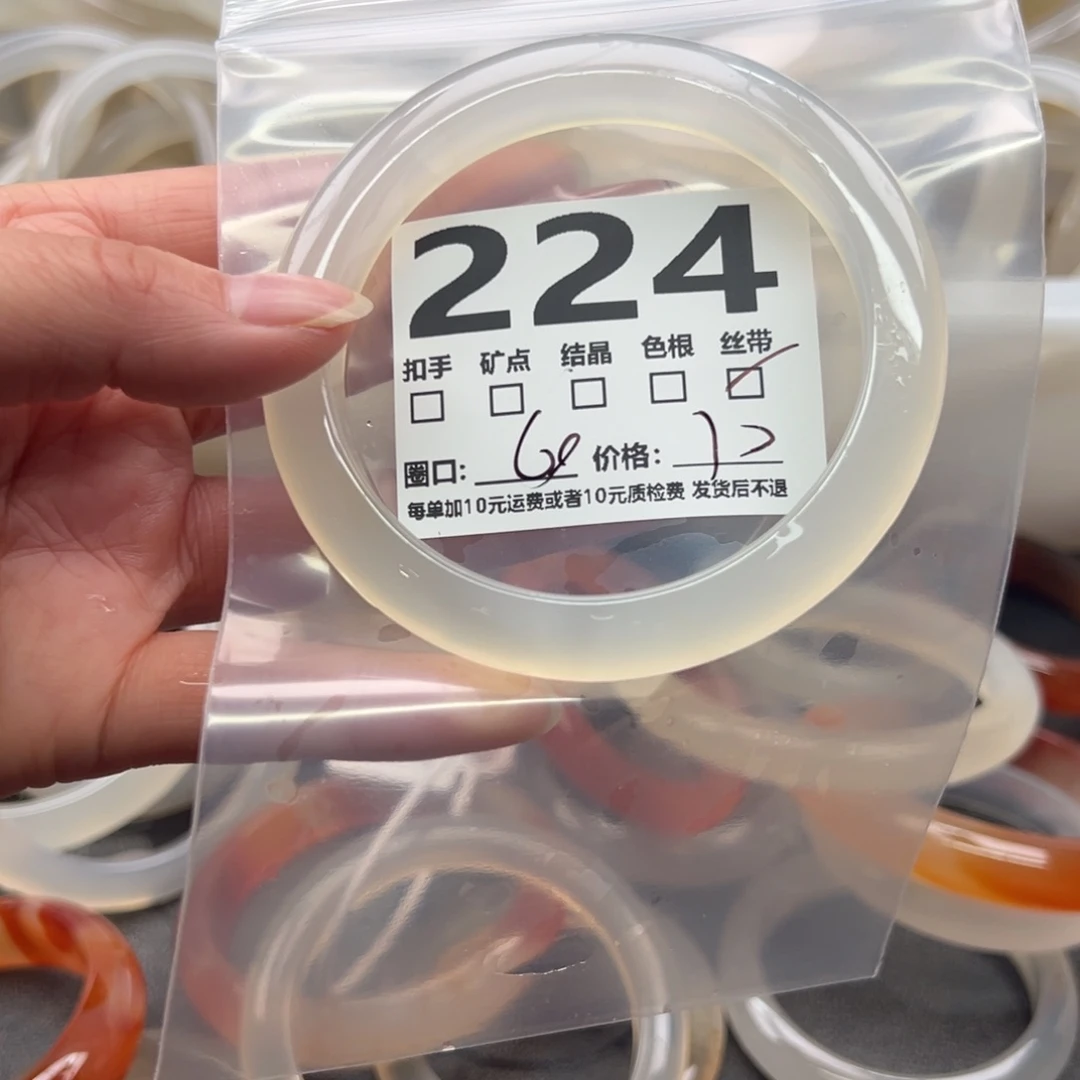 224
扣手 矿点 结晶 色根 丝带
圈口: 价格:
每单加10元运费或者10元质检费 发货后不退